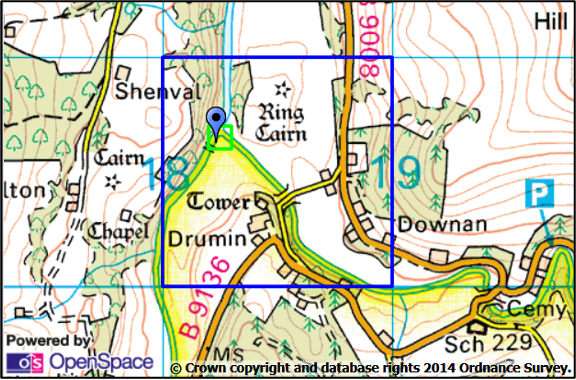 Hill
B 9008
Shenval
Ring
Cairn
Cairn
18
19
P
lton
Tower
Chapel
Downan
Drumin
B 9136
Cemy
Sch 229
MS
Powered by
OS OpenSpace
© Crown copyright and database rights 2014 Ordnance Survey.